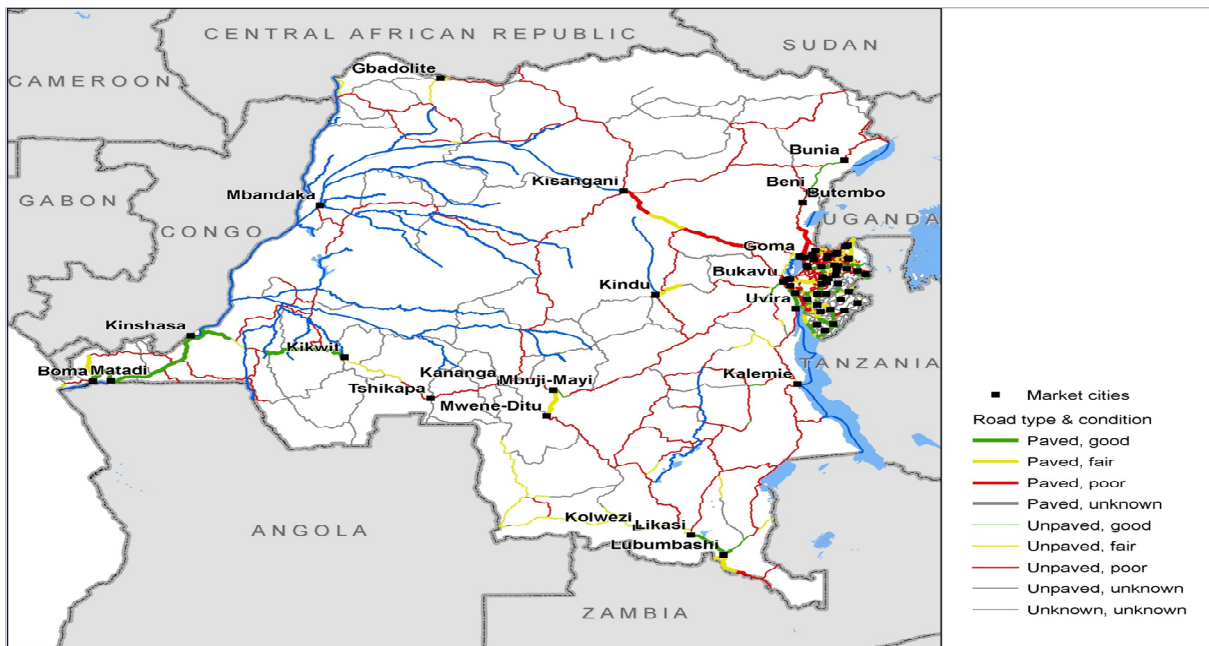 CENTRAL AFRICAN REPUBLIC
SUDAN
CAMEROON
Gbadolite
Bunia
Kisangani
Beni
Butembo
Mbandaka
GABON
UGANDA
CONGO
Goma
Bukavu
Kindu
Uvira
Kinshasa
Kikwit
TANZANIA
Boma
Matadi
Kananga
Mbuji-Mayi
Kalemie
Tshikapa
Mwene-Ditu
Kolwezi
Likasi
ANGOLA
Lubumbashi
ZAMBIA
Market cities
Road type & condition
Paved, good
Paved, fair
Paved, poor
Paved, unknown
Unpaved, good
Unpaved, fair
Unpaved, poor
Unpaved, unknown
Unknown, unknown